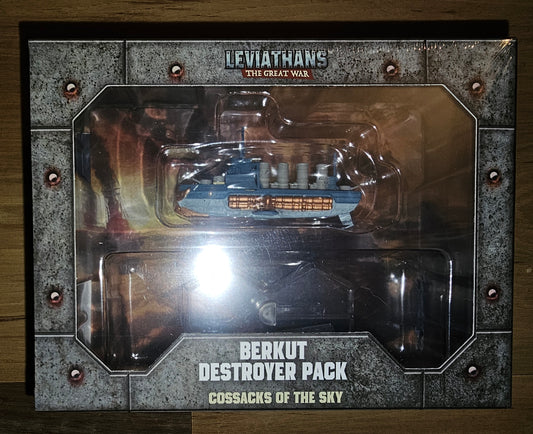 LEVIATHANS
THE GREAT WAR
BERKUT
DESTROYER PACK
COSSACKS OF THE SKY